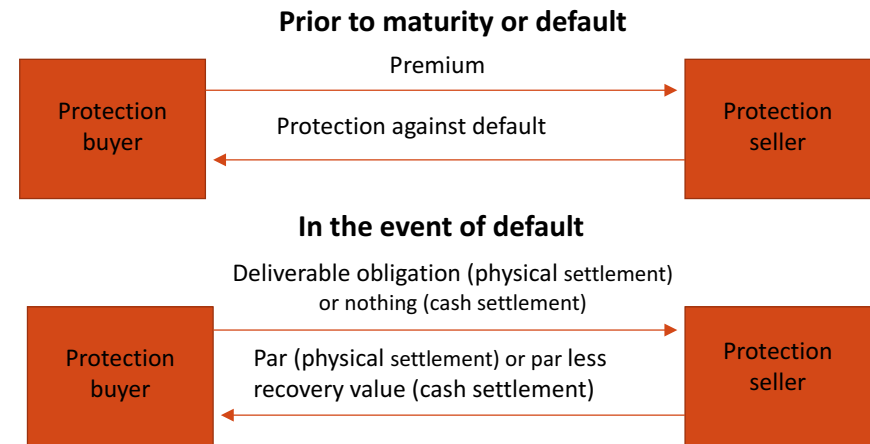 Prior to maturity or default
Premium
Protection
buyer
Protection against default
Protection
seller
In the event of default
Deliverable obligation (physical settlement)
or nothing (cash settlement)
Protection
buyer
Par (physical settlement) or par less
recovery value (cash settlement)
Protection
seller